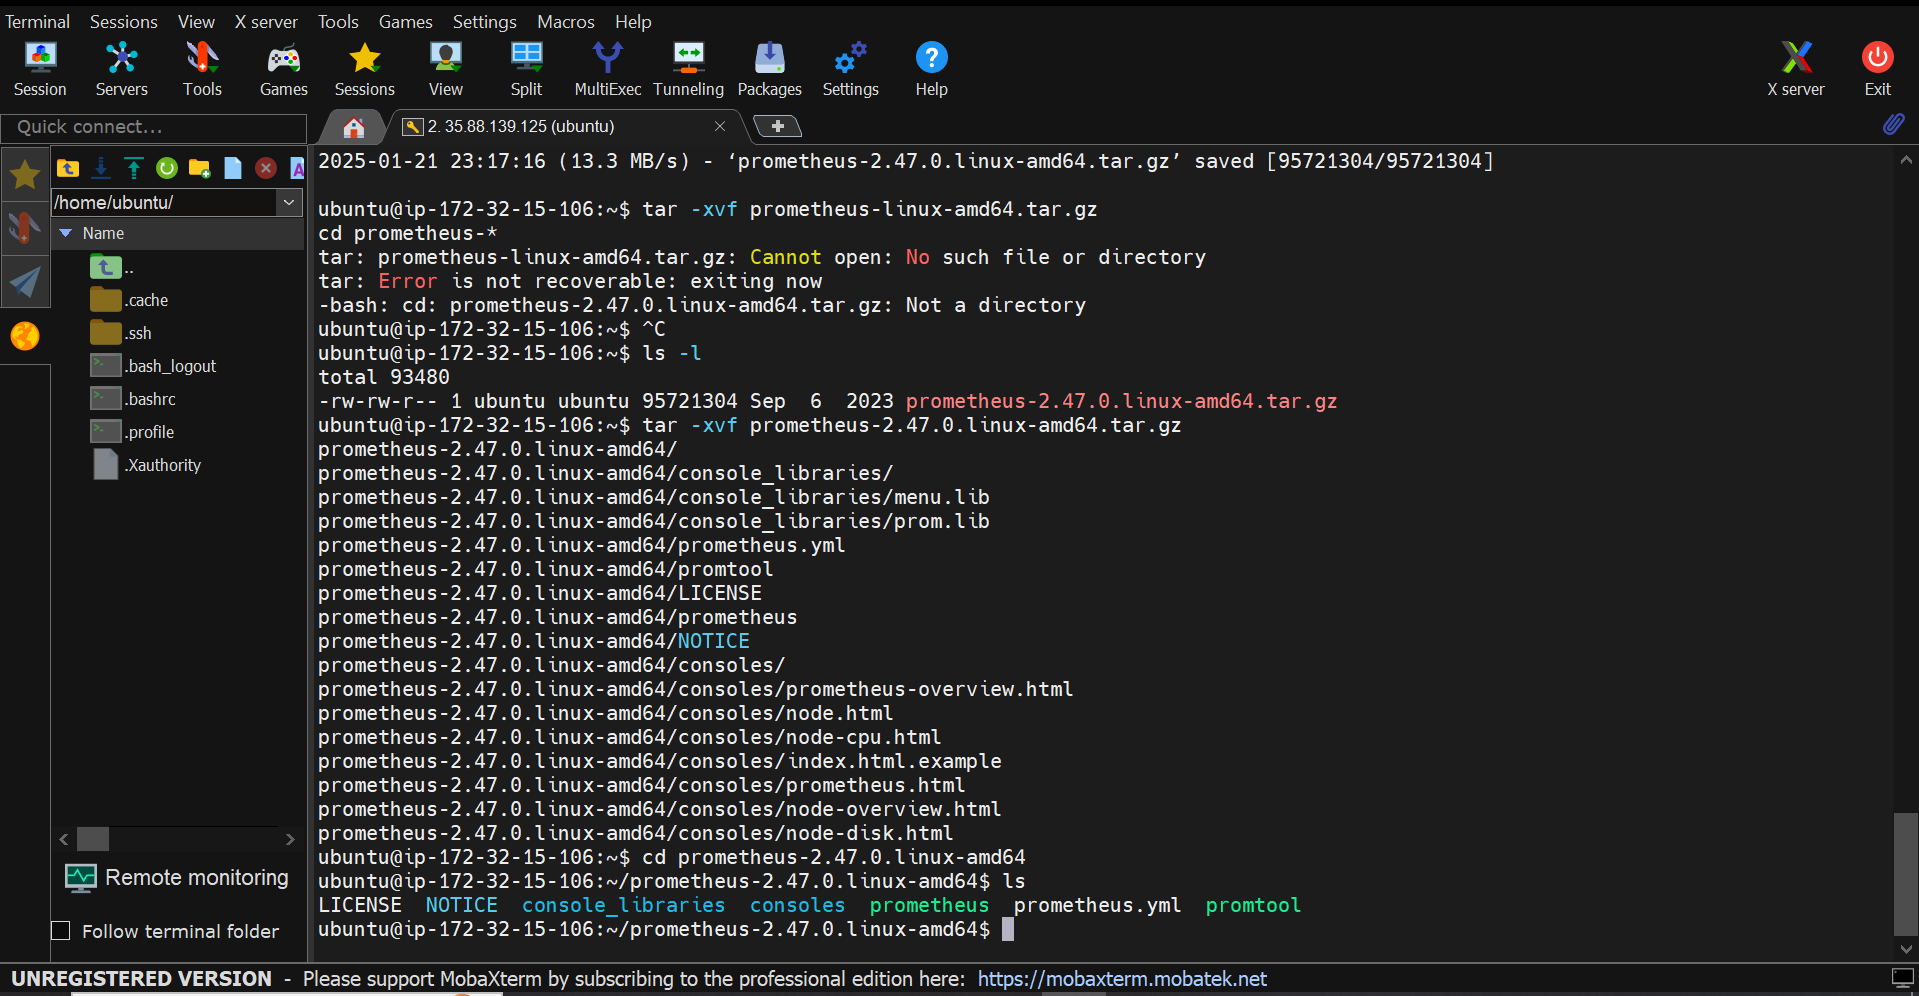 Terminal Sessions View X server Tools Games Settings Macros Help
Session Servers Tools Games Sessions View Split MultiExec Tunneling Packages Settings Help X server Exit
Quick connect...
2. 35.88.139.125 (ubuntu)
/home/ubuntu/
Name
..
.cache
.ssh
.bash_logout
.bashrc
.profile
.Xauthority
Remote monitoring
Follow terminal folder
2025-01-21 23:17:16 (13.3 MB/s) - ‘prometheus-2.47.0.linux-amd64.tar.gz’ saved [95721304/95721304]
ubuntu@ip-172-32-15-106:~$ tar -xvf prometheus-linux-amd64.tar.gz
cd prometheus-*
tar: prometheus-linux-amd64.tar.gz: Cannot open: No such file or directory
tar: Error is not recoverable: exiting now
-bash: cd: prometheus-2.47.0.linux-amd64.tar.gz: Not a directory
ubuntu@ip-172-32-15-106:~$ ^C
ubuntu@ip-172-32-15-106:~$ ls -l
total 93480
-rw-rw-r-- 1 ubuntu ubuntu 95721304 Sep  6  2023 prometheus-2.47.0.linux-amd64.tar.gz
ubuntu@ip-172-32-15-106:~$ tar -xvf prometheus-2.47.0.linux-amd64.tar.gz
prometheus-2.47.0.linux-amd64/
prometheus-2.47.0.linux-amd64/console_libraries/
prometheus-2.47.0.linux-amd64/console_libraries/menu.lib
prometheus-2.47.0.linux-amd64/console_libraries/prom.lib
prometheus-2.47.0.linux-amd64/prometheus.yml
prometheus-2.47.0.linux-amd64/promtool
prometheus-2.47.0.linux-amd64/LICENSE
prometheus-2.47.0.linux-amd64/prometheus
prometheus-2.47.0.linux-amd64/NOTICE
prometheus-2.47.0.linux-amd64/consoles/
prometheus-2.47.0.linux-amd64/consoles/prometheus-overview.html
prometheus-2.47.0.linux-amd64/consoles/node.html
prometheus-2.47.0.linux-amd64/consoles/node-cpu.html
prometheus-2.47.0.linux-amd64/consoles/index.html.example
prometheus-2.47.0.linux-amd64/consoles/prometheus.html
prometheus-2.47.0.linux-amd64/consoles/node-overview.html
prometheus-2.47.0.linux-amd64/consoles/node-disk.html
ubuntu@ip-172-32-15-106:~$ cd prometheus-2.47.0.linux-amd64
ubuntu@ip-172-32-15-106:~/prometheus-2.47.0.linux-amd64$ ls
LICENSE  NOTICE  console_libraries  consoles  prometheus  prometheus.yml  promtool
ubuntu@ip-172-32-15-106:~/prometheus-2.47.0.linux-amd64$
UNREGISTERED VERSION - Please support MobaXterm by subscribing to the professional edition here: https://mobaxterm.mobatek.net